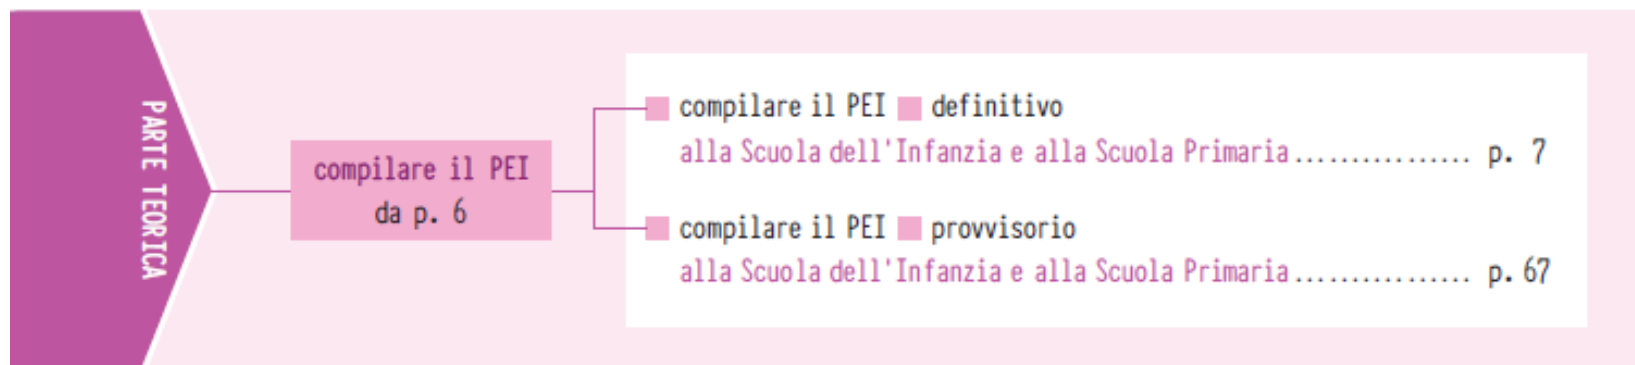 PARTE TEORICA
compilare il PEI
da p. 6
compilare il PEI definitivo
alla Scuola dell'Infanzia e alla Scuola Primaria ................ p. 7
compilare il PEI provvisorio
alla Scuola dell'Infanzia e alla Scuola Primaria ................ p. 67